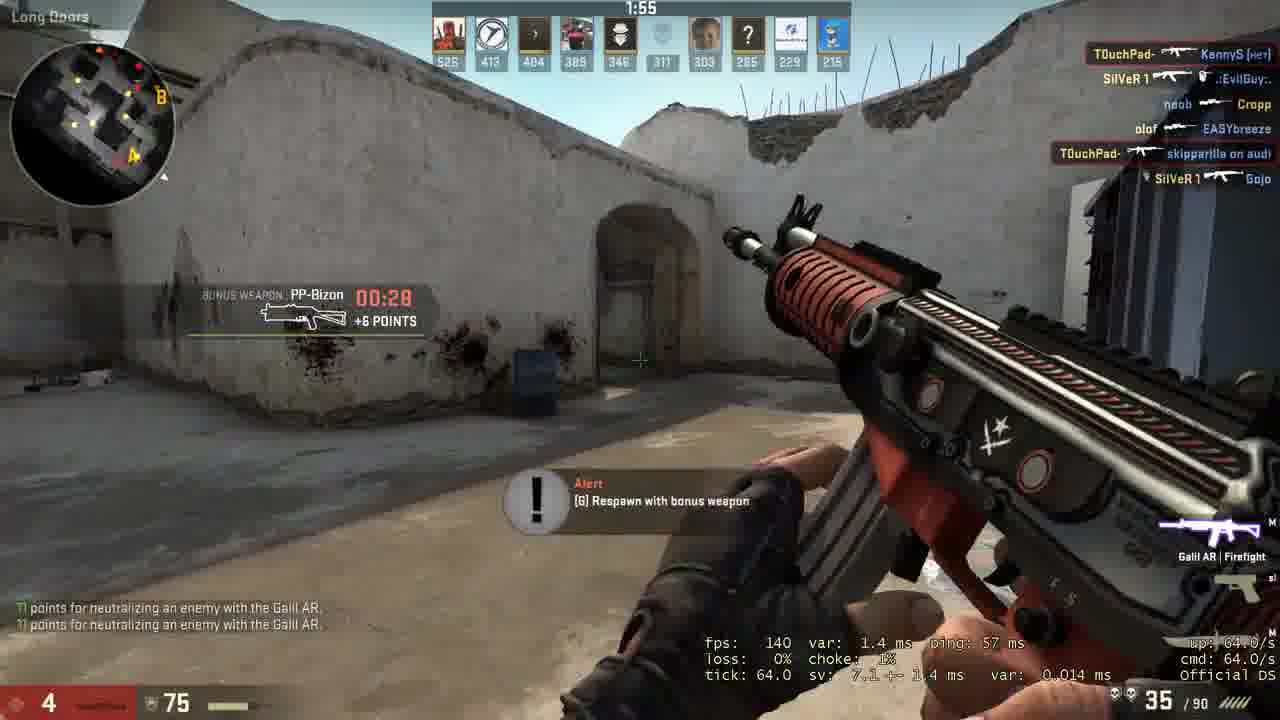 Long Doors
1:55
525 413 404 389 346 311 303 265 229 215
B
A
T0uchPad- KennyS
SilVeR 1 .:EvilGuy:.
noob Cropp
olof EASYbreeze
T0uchPad- skipparilla on audi
SilVeR 1 Gojo
BONUS WEAPON: PP-Bizon 00:28
+6 POINTS
!
Alert
[G] Respawn with bonus weapon
Galil AR | Firefight
11 points for neutralizing an enemy with the Galil AR.
11 points for neutralizing an enemy with the Galil AR.
fps: 140 var: 1.4 ms ping: 57 ms up: 64.0/s
loss: 0% choke: 1% cmd: 64.0/s
tick: 64.0 sv: 7.1 +- 1.4 ms var: 0.014 ms Official DS
4 75 35 / 90